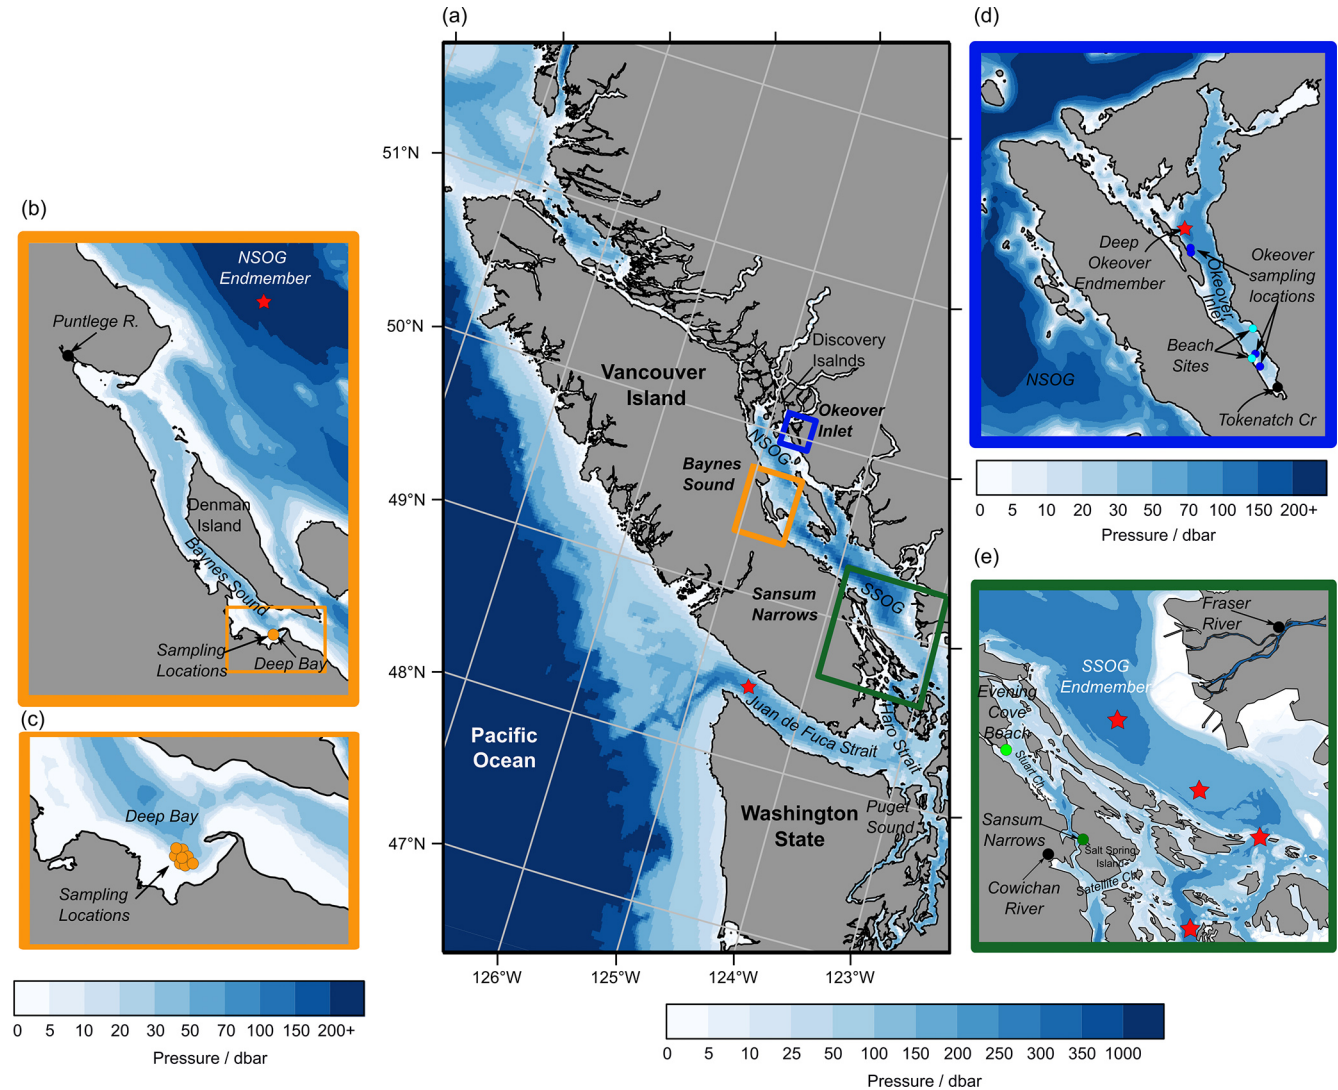 (a)
51°N
50°N
49°N
48°N
47°N
126°W
125°W
124°W
123°W
Vancouver
Island
Discovery
Isalnds
Okeover
Inlet
NSOG
Baynes
Sound
SSOG
Sansum
Narrows
Juan de Fuca Strait
Haro Strait
Pacific
Ocean
Washington
State
Puget
Sound
0 5 10 25 50 100 150 200 250 300 350 1000
Pressure / dbar
(b)
NSOG
Endmember
Puntlege R.
Denman
Island
Baynes Sound
Sampling
Locations
Deep Bay
(c)
Deep Bay
Sampling
Locations
0 5 10 20 30 50 70 100 150 200+
Pressure / dbar
(d)
Deep
Okeover
Endmember
Okeover
Inlet
Okeover
sampling
locations
Beach
Sites
NSOG
Tokenatch Cr
0 5 10 20 30 50 70 100 150 200+
Pressure / dbar
(e)
Fraser
River
SSOG
Endmember
Evening
Cove
Beach
Stuart Ch.
Sansum
Narrows
Salt Spring
Island
Satellite Ch.
Cowichan
River